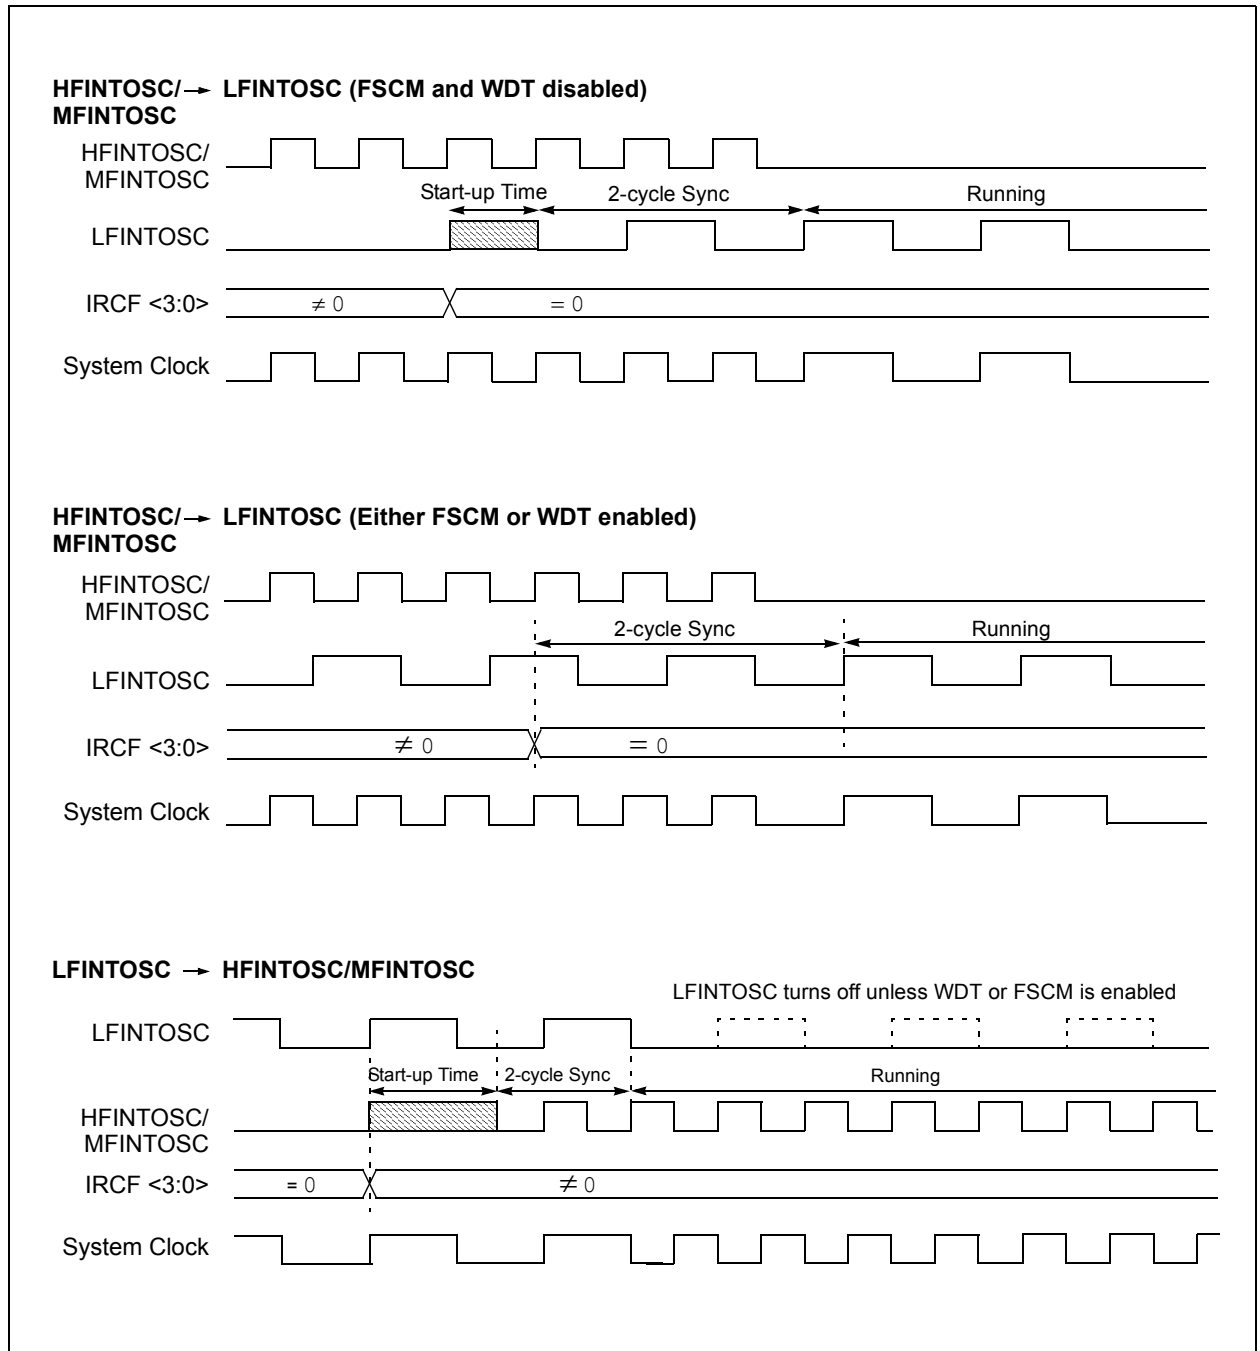 HFINTOSC/→ LFINTOSC (FSCM and WDT disabled)
MFINTOSC
HFINTOSC/
MFINTOSC
Start-up Time 2-cycle Sync Running
LFINTOSC
IRCF <3:0> ≠ 0 = 0
System Clock
HFINTOSC/→ LFINTOSC (Either FSCM or WDT enabled)
MFINTOSC
HFINTOSC/
MFINTOSC
2-cycle Sync Running
LFINTOSC
IRCF <3:0> ≠ 0 = 0
System Clock
LFINTOSC → HFINTOSC/MFINTOSC
LFINTOSC turns off unless WDT or FSCM is enabled
LFINTOSC
Start-up Time 2-cycle Sync Running
HFINTOSC/
MFINTOSC
IRCF <3:0> = 0 ≠ 0
System Clock